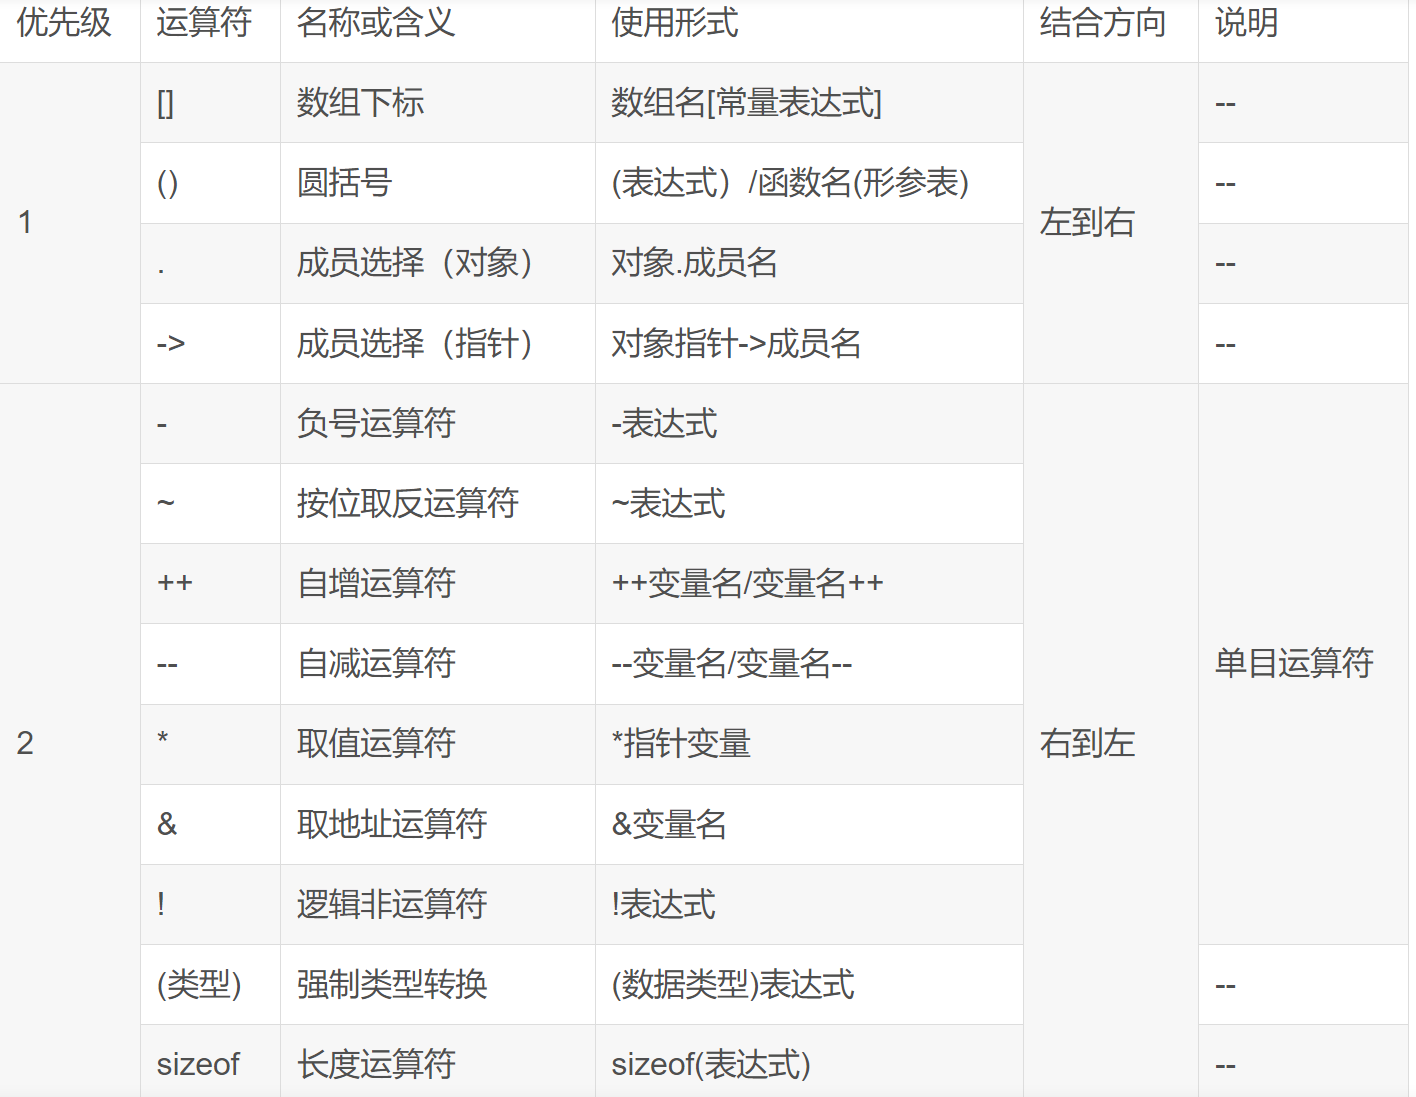 优先级 运算符 名称或含义 使用形式 结合方向 说明
[] 数组下标 数组名[常量表达式] --
() 圆括号 (表达式）/函数名(形参表) --
1 左到右
. 成员选择（对象） 对象.成员名 --
-> 成员选择（指针） 对象指针->成员名 --
- 负号运算符 -表达式
~ 按位取反运算符 ~表达式
++ 自增运算符 ++变量名/变量名++
-- 自减运算符 --变量名/变量名-- 单目运算符
2 * 取值运算符 *指针变量 右到左
& 取地址运算符 &变量名
! 逻辑非运算符 !表达式
(类型) 强制类型转换 (数据类型)表达式 --
sizeof 长度运算符 sizeof(表达式) --